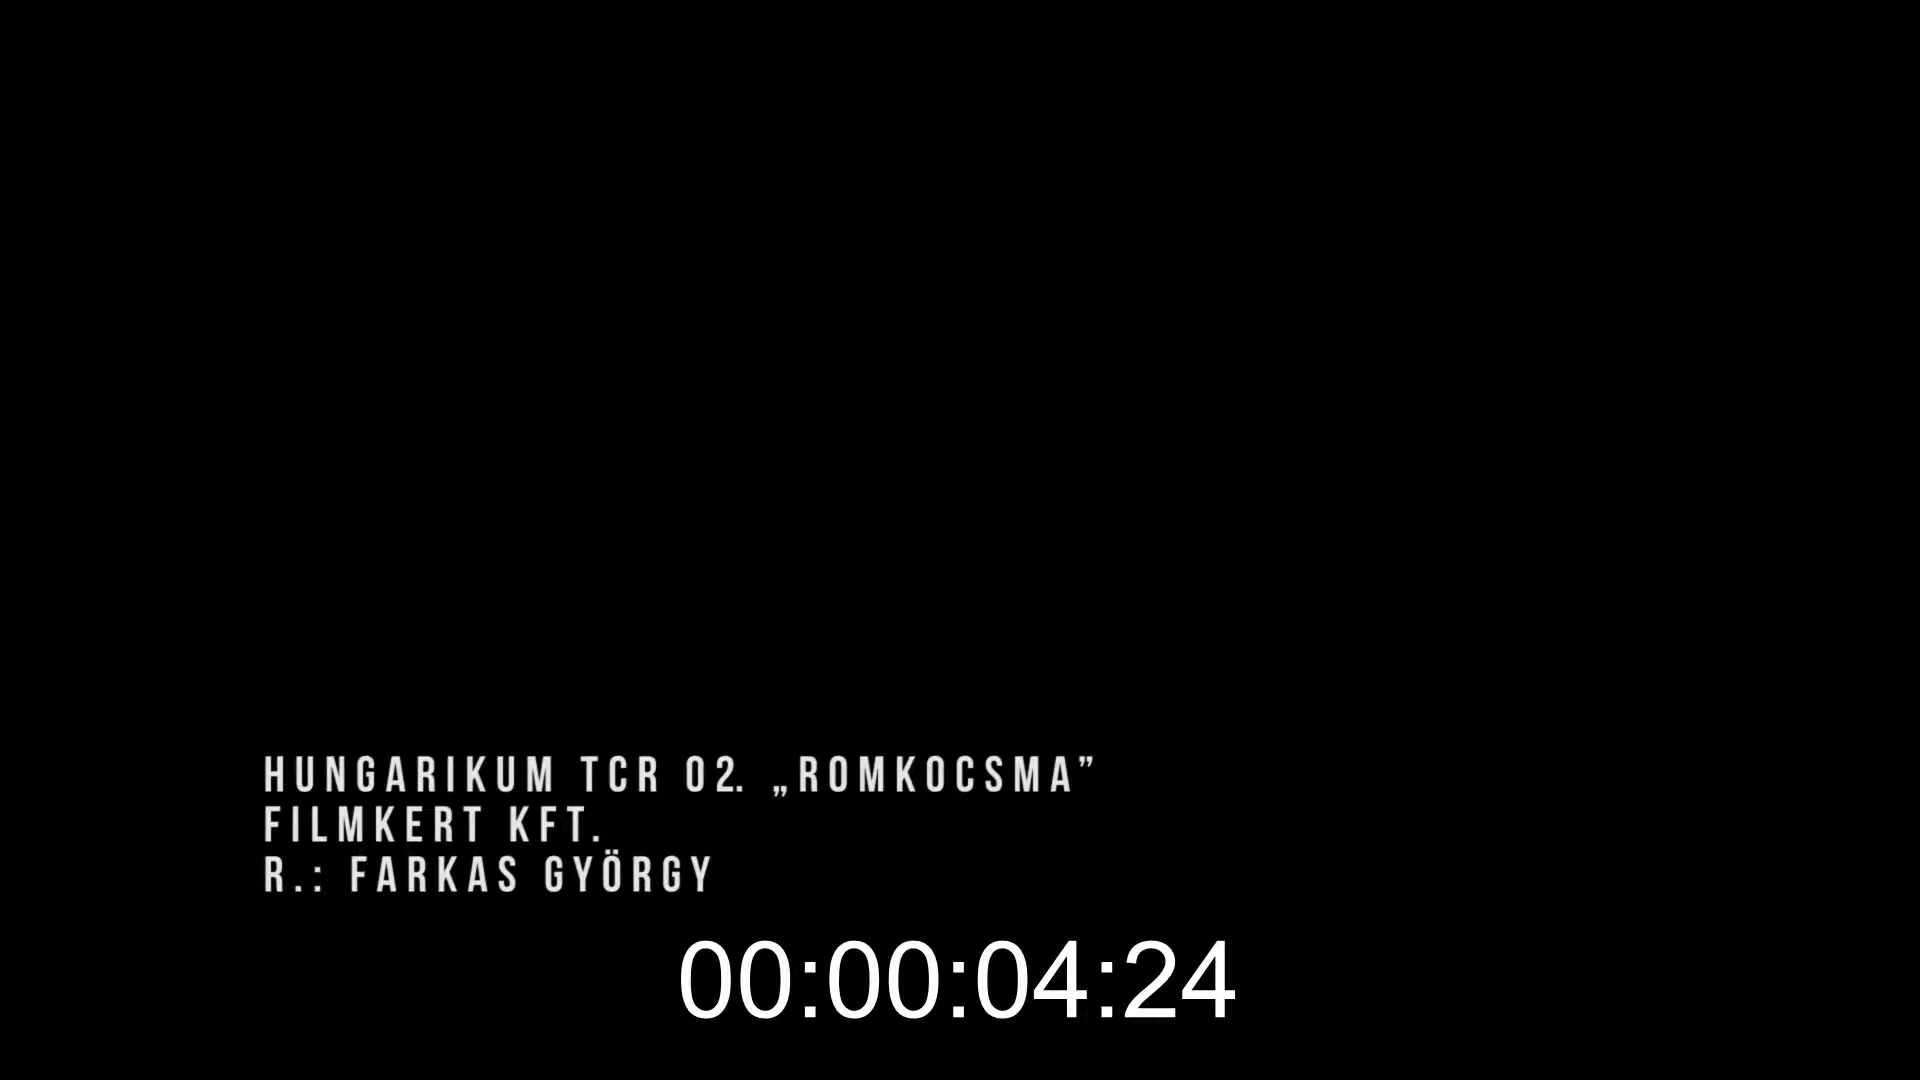 HUNGARIKUM TCR 02. „ROMKOCSMA”
FILMKERT KFT.
R.: FARKAS GYÖRGY
00:00:04:24